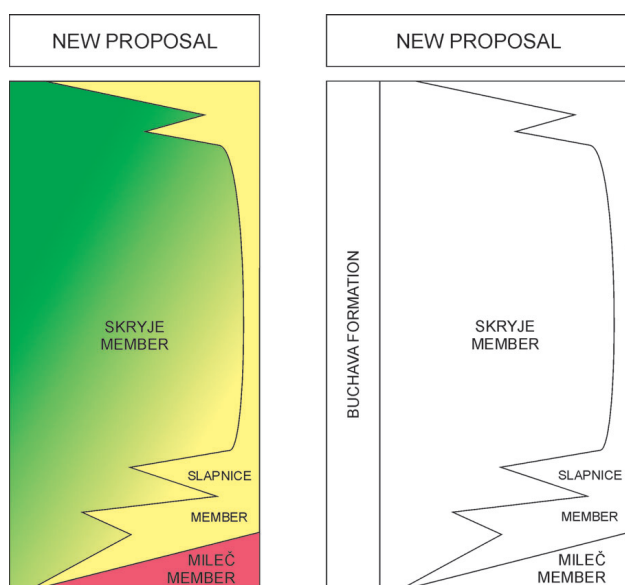 NEW PROPOSAL
SKRYJE
MEMBER
SLAPNICE
MEMBER
MILEČ
MEMBER
NEW PROPOSAL
BUCHAVA FORMATION
SKRYJE
MEMBER
SLAPNICE
MEMBER
MILEČ
MEMBER